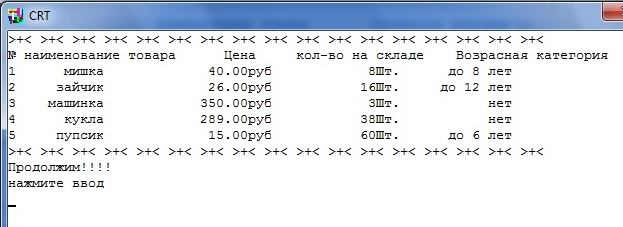 CRT
>+< >+< >+< >+< >+< >+< >+< >+< >+< >+< >+< >+< >+< >+< >+< >+< >+<
№ наименование товара Цена кол-во на складе Возрасная категория
1 мишка 40.00руб 8Шт. до 8 лет
2 зайчик 26.00руб 16Шт. до 12 лет
3 машинка 350.00руб 3Шт. нет
4 кукла 289.00руб 38Шт. нет
5 пупсик 15.00руб 60Шт. до 6 лет
>+< >+< >+< >+< >+< >+< >+< >+< >+< >+< >+< >+< >+< >+< >+< >+< >+<
Продолжим!!!!
нажмите ввод